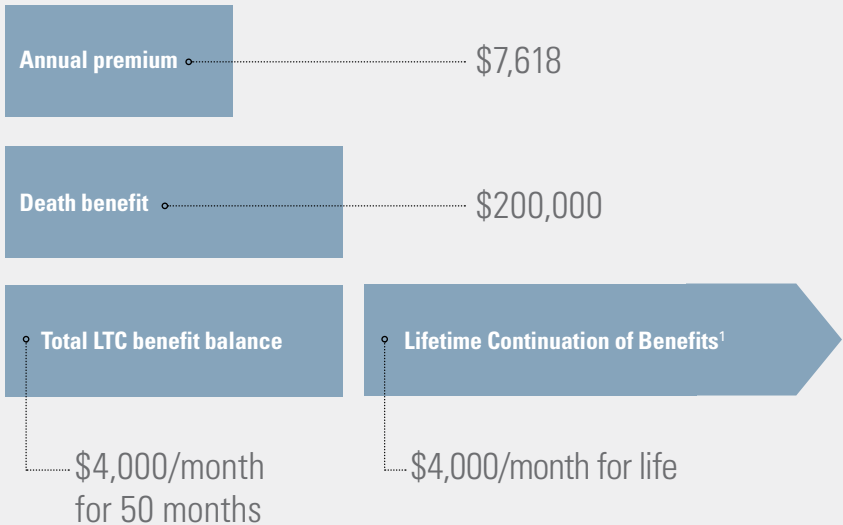 Annual premium
$7,618
Death benefit
$200,000
Total LTC benefit balance
Lifetime Continuation of Benefits¹
$4,000/month
for 50 months
$4,000/month for life